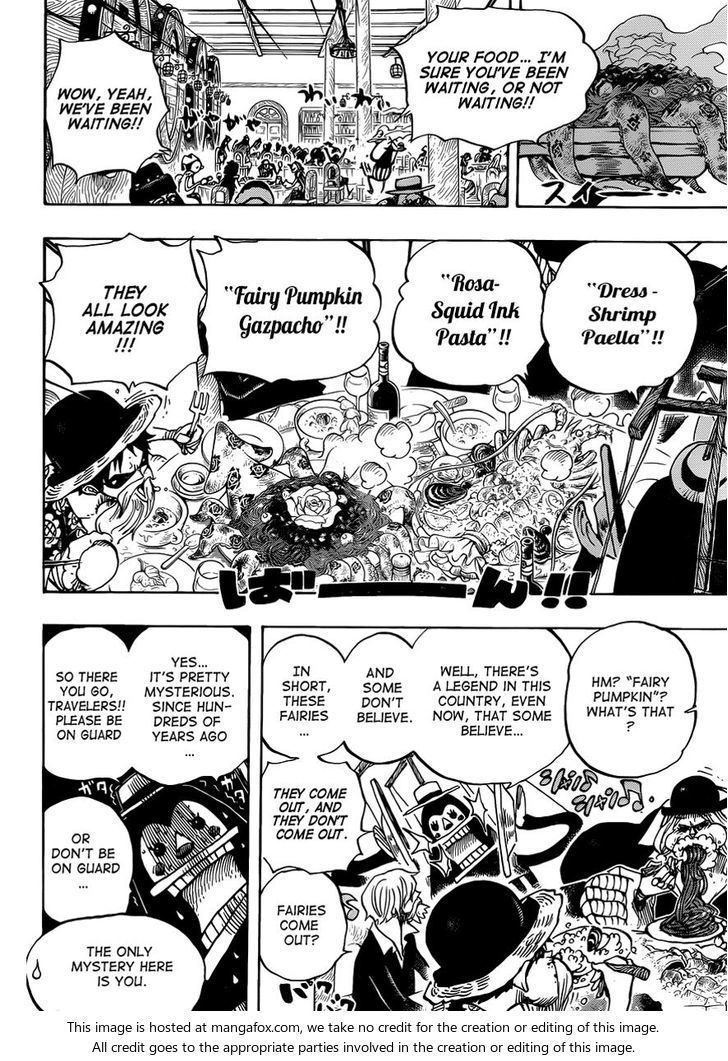 YOUR FOOD... I'M
SURE YOU'VE BEEN
WAITING, OR NOT
WAITING!!
WOW, YEAH,
WE'VE BEEN
WAITING!!
スイー
"Dress-
Shrimp
Paella"!!
"Rosa-
Squid Ink
Pasta"!!
"Fairy Pumpkin
Gazpacho"!!
THEY
ALL LOOK
AMAZING
!!!
ばーん!!
HM? "FAIRY
PUMPKIN"?
WHAT'S THAT
?
WELL, THERE'S
A LEGEND IN THIS
COUNTRY, EVEN
NOW, THAT SOME
BELIEVE...
AND
SOME
DON'T
BELIEVE.
IN
SHORT,
THESE
FAIRIES
...
THEY COME
OUT, AND
THEY DON'T
COME OUT.
FAIRIES
COME
OUT?
YES...
IT'S PRETTY
MYSTERIOUS.
SINCE HUN-
DREDS OF
YEARS AGO
...
SO THERE
YOU GO,
TRAVELERS!!
PLEASE BE
ON GUARD
OR
DON'T BE
ON GUARD
...
THE ONLY
MYSTERY HERE
IS YOU.
This image is hosted at mangafox.com, we take no credit for the creation or editing of this image.
All credit goes to the appropriate parties involved in the creation or editing of this image.